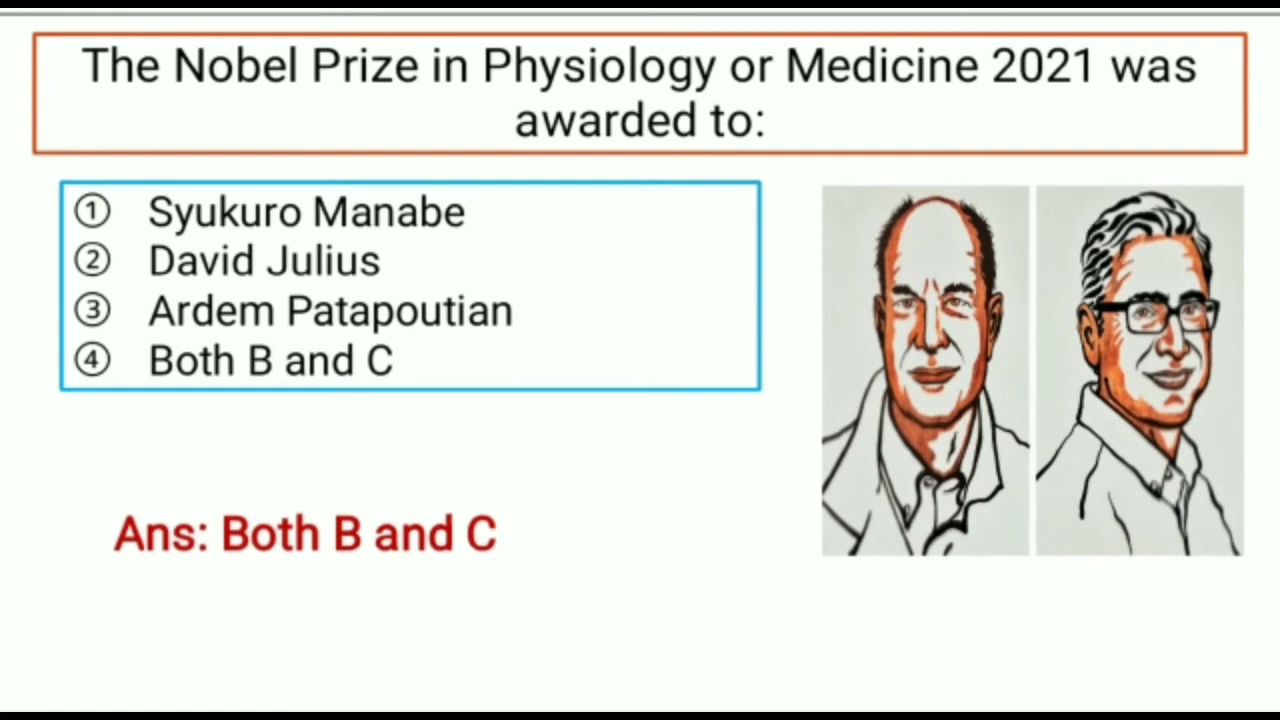 The Nobel Prize in Physiology or Medicine 2021 was
awarded to:
① Syukuro Manabe
② David Julius
③ Ardem Patapoutian
④ Both B and C
Ans: Both B and C